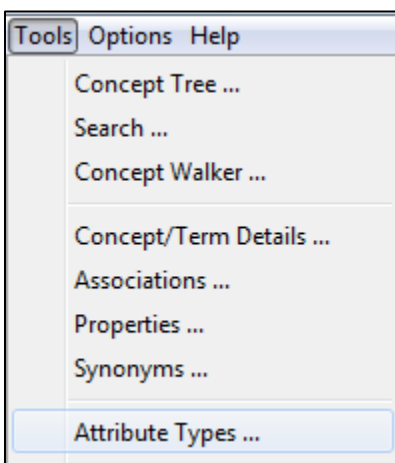 Tools Options Help
Concept Tree ...
Search ...
Concept Walker ...
Concept/Term Details ...
Associations ...
Properties ...
Synonyms ...
Attribute Types ...